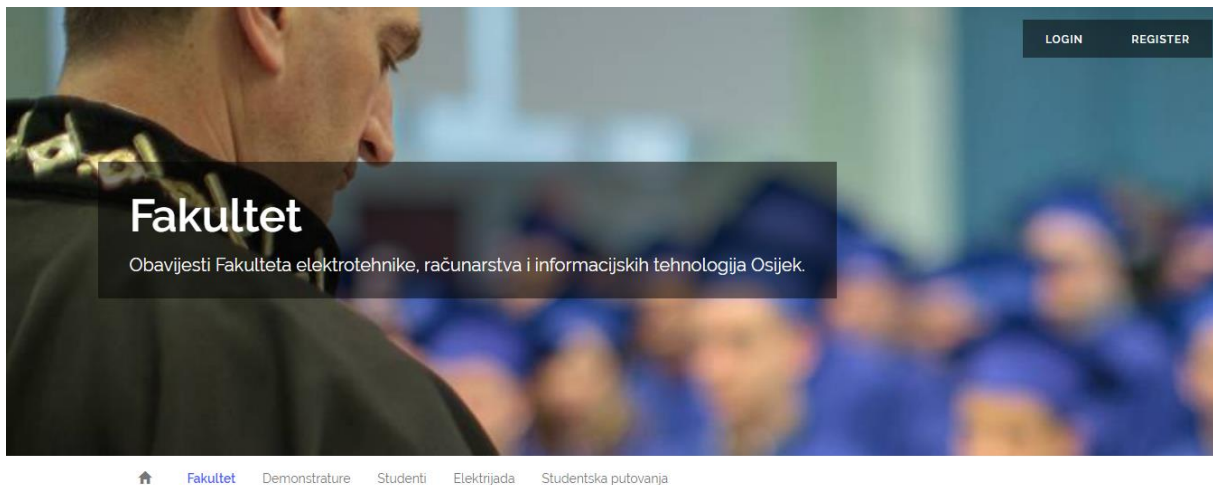 LOGIN REGISTER
Fakultet
Obavijesti Fakulteta elektrotehnike, računarstva i informacijskih tehnologija Osijek.
Fakultet Demonstrature Studenti Elektrijada Studentska putovanja